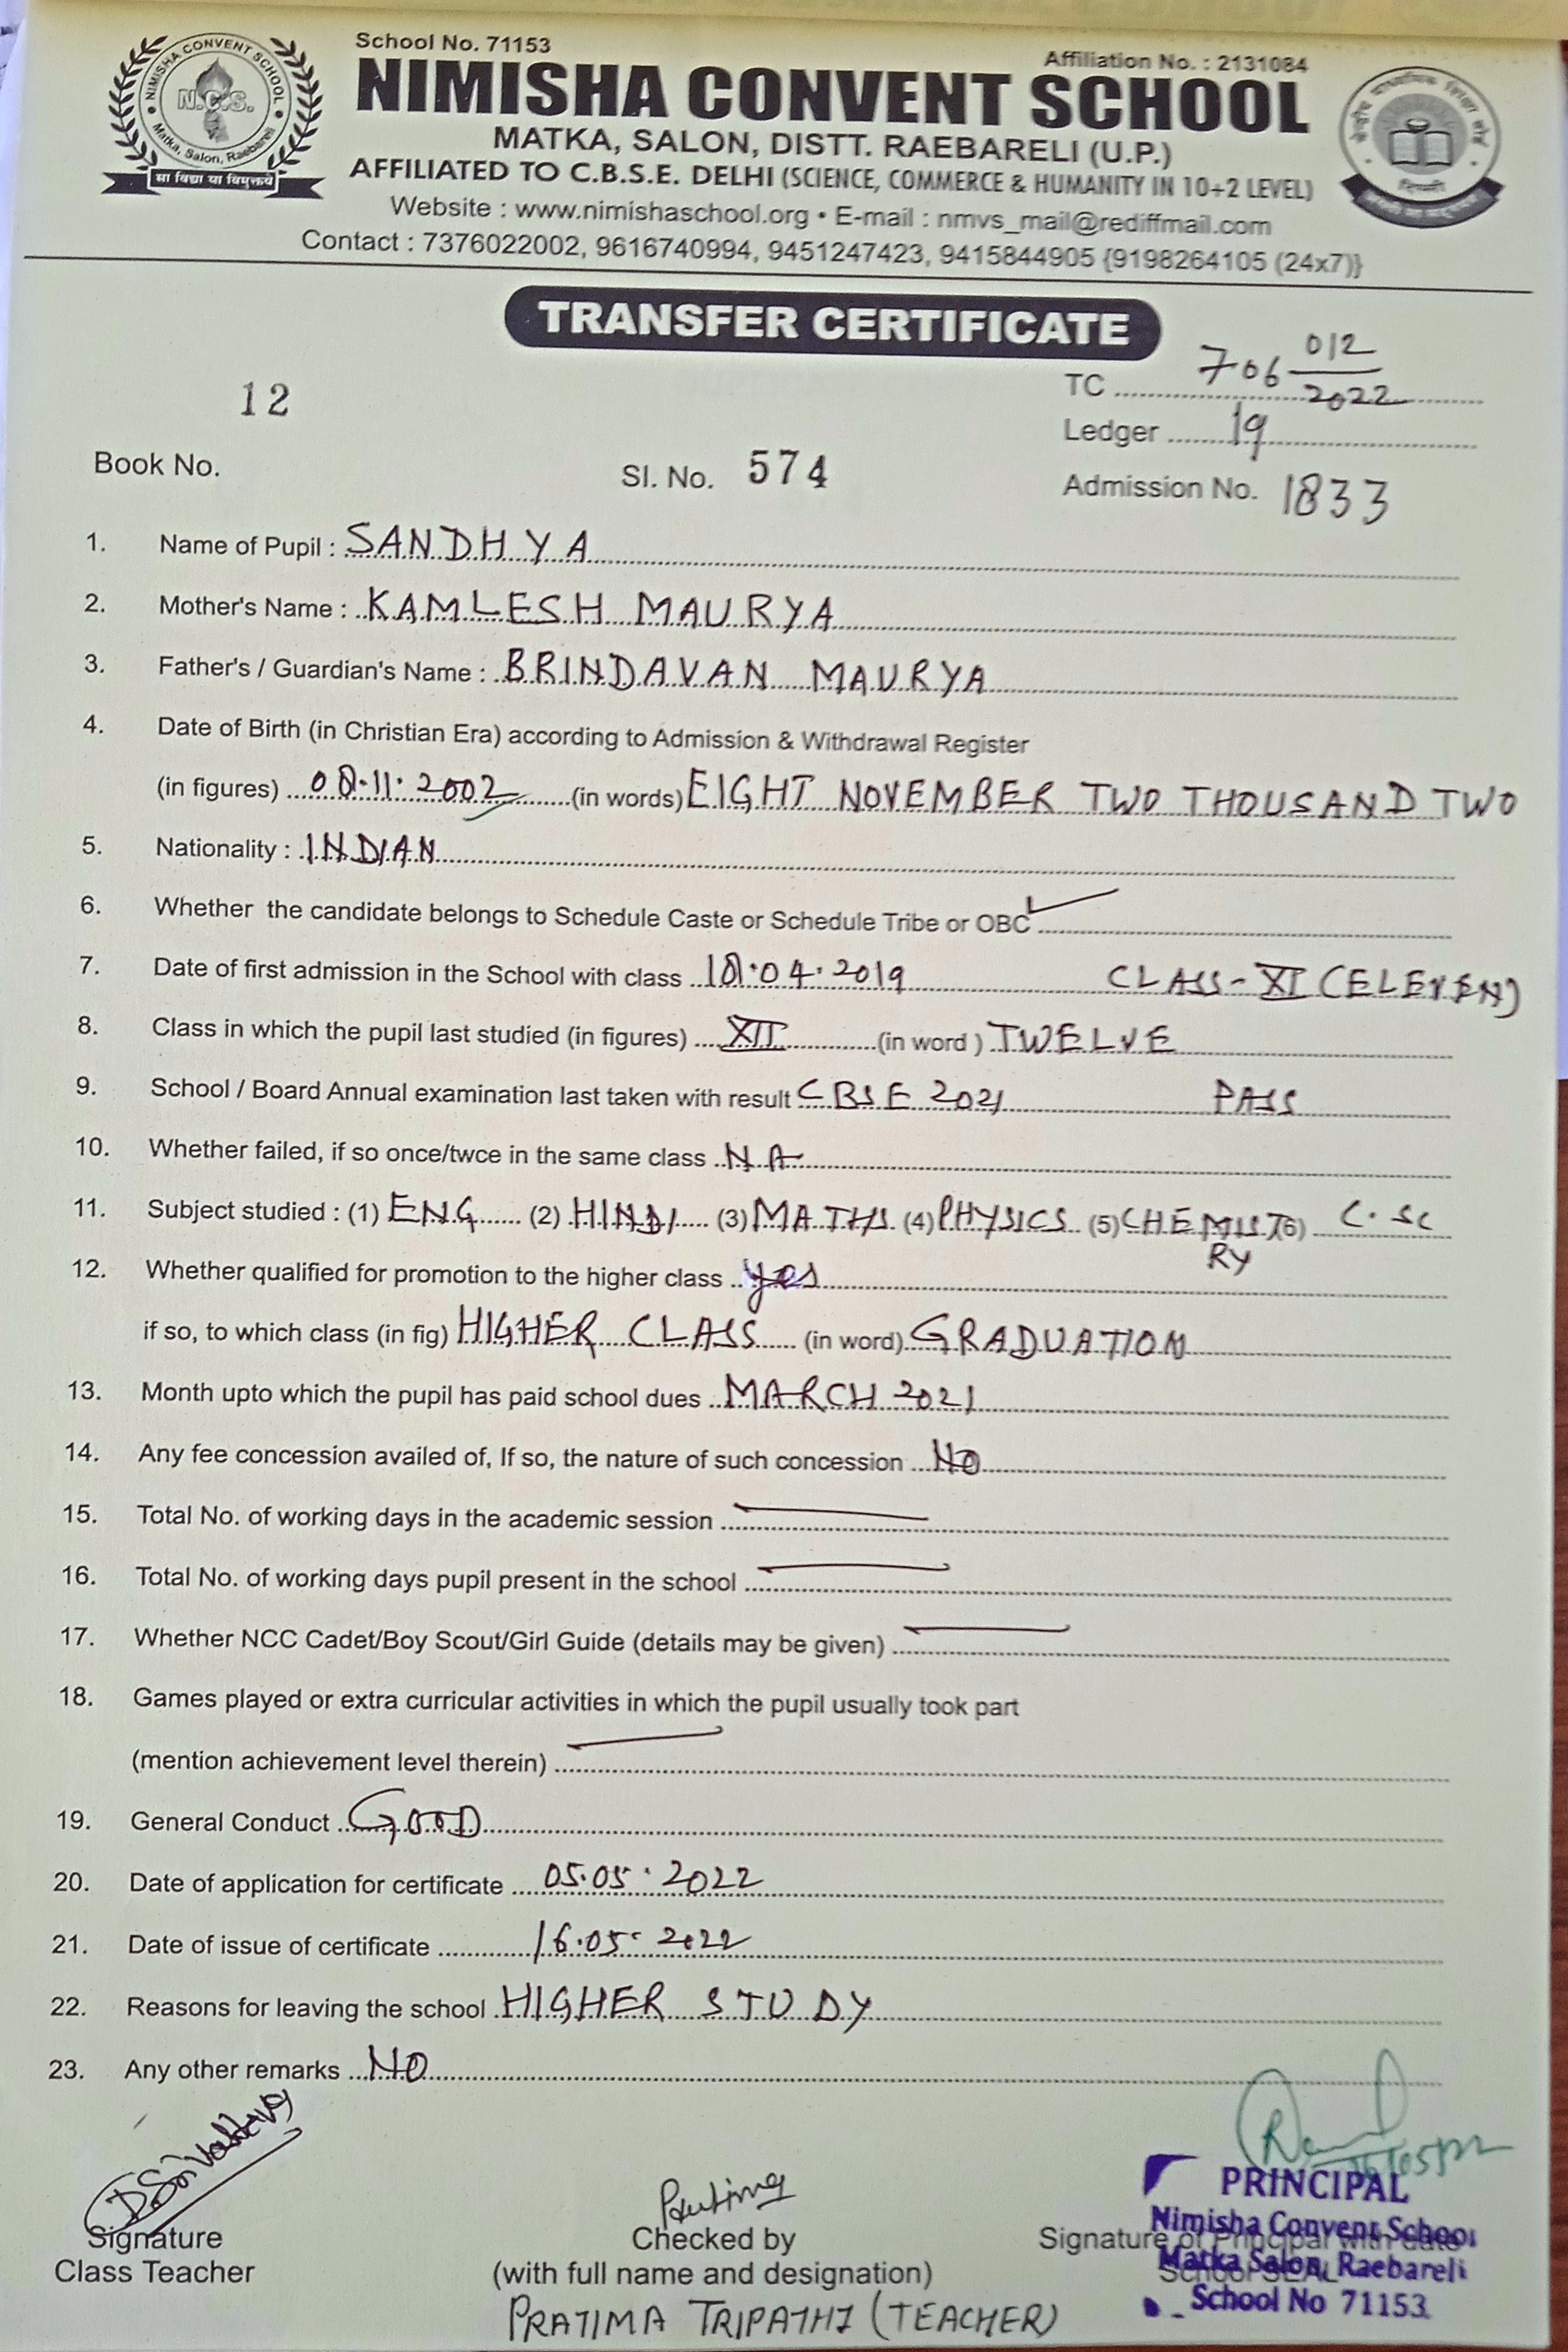 School No. 71153
Affiliation No. : 2131084
NIMISHA CONVENT SCHOOL
NIMISHA CONVENT SCHOOL
N.C.S.
Matka, Salon, Raebareli
सा विद्या या विमुक्तये
MATKA, SALON, DISTT. RAEBARELI (U.P.)
AFFILIATED TO C.B.S.E. DELHI (SCIENCE, COMMERCE & HUMANITY IN 10+2 LEVEL)
Website : www.nimishaschool.org • E-mail : nmvs_mail@rediffmail.com
Contact : 7376022002, 9616740994, 9451247423, 9415844905 {9198264105 (24x7)}
TRANSFER CERTIFICATE
TC 706 012/2022
12
Ledger 19
Book No.
Sl. No. 574
Admission No. 1833
1. Name of Pupil : SANDHYA
2. Mother's Name : KAMLESH MAURYA
3. Father's / Guardian's Name : BRINDAVAN MAURYA
4. Date of Birth (in Christian Era) according to Admission & Withdrawal Register
(in figures) 08.11.2002 (in words) EIGHT NOVEMBER TWO THOUSAND TWO
5. Nationality : INDIAN
6. Whether the candidate belongs to Schedule Caste or Schedule Tribe or OBC ✓
7. Date of first admission in the School with class 18.04.2019 CLASS-XI (ELEVEN)
8. Class in which the pupil last studied (in figures) XII (in word ) TWELVE
9. School / Board Annual examination last taken with result CBSE 2021 PASS
10. Whether failed, if so once/twce in the same class NA
11. Subject studied : (1) ENG (2) HINDI (3) MATHS (4) PHYSICS (5) CHEMIST (6) C.SC
RY
12. Whether qualified for promotion to the higher class yes
if so, to which class (in fig) HIGHER CLASS (in word) GRADUATION
13. Month upto which the pupil has paid school dues MARCH 2021
14. Any fee concession availed of, If so, the nature of such concession No
15. Total No. of working days in the academic session —
16. Total No. of working days pupil present in the school —
17. Whether NCC Cadet/Boy Scout/Girl Guide (details may be given) —
18. Games played or extra curricular activities in which the pupil usually took part
(mention achievement level therein) —
19. General Conduct GOOD
20. Date of application for certificate 05.05.2022
21. Date of issue of certificate 16.05.2022
22. Reasons for leaving the school HIGHER STUDY
23. Any other remarks NO
PRINCIPAL
Nimisha Convent School
Matka Salon, Raebareli
School No 71153
Signature
Class Teacher
Checked by
(with full name and designation)
PRATIMA TRIPATHI (TEACHER)
Signature of Principal with date
School SEAL